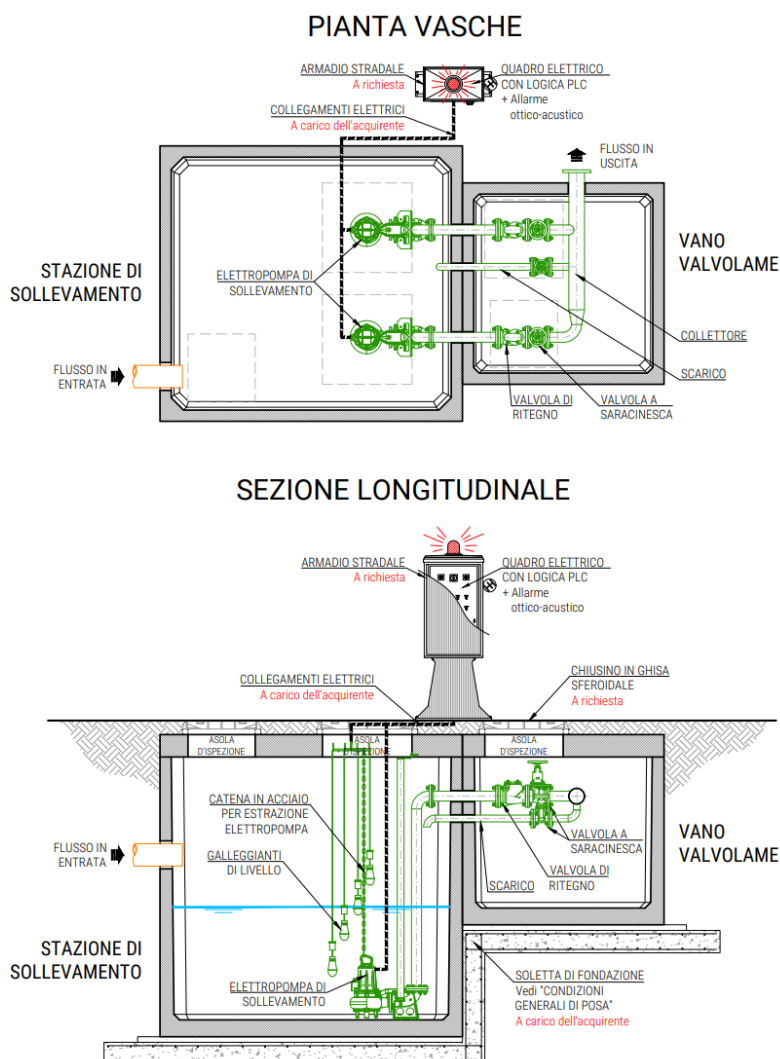 PIANTA VASCHE
ARMADIO STRADALE
A richiesta
QUADRO ELETTRICO
CON LOGICA PLC
+ Allarme
ottico-acustico
COLLEGAMENTI ELETTRICI
A carico dell'acquirente
FLUSSO IN
USCITA
STAZIONE DI
SOLLEVAMENTO
ELETTROPOMPA DI
SOLLEVAMENTO
VANO
VALVOLAME
COLLETTORE
FLUSSO IN
ENTRATA
SCARICO
VALVOLA DI
RITEGNO
VALVOLA A
SARACINESCA
SEZIONE LONGITUDINALE
ARMADIO STRADALE
A richiesta
QUADRO ELETTRICO
CON LOGICA PLC
+ Allarme
ottico-acustico
COLLEGAMENTI ELETTRICI
A carico dell'acquirente
CHIUSINO IN GHISA
SFEROIDALE
A richiesta
ASOLA
D'ISPEZIONE
ASOLA
D'ISPEZIONE
ASOLA
D'ISPEZIONE
CATENA IN ACCIAIO
PER ESTRAZIONE
ELETTROPOMPA
FLUSSO IN
ENTRATA
GALLEGGIANTI
DI LIVELLO
VALVOLA A
SARACINESCA
VALVOLA DI
RITEGNO
SCARICO
VANO
VALVOLAME
STAZIONE DI
SOLLEVAMENTO
ELETTROPOMPA DI
SOLLEVAMENTO
SOLETTA DI FONDAZIONE
Vedi "CONDIZIONI
GENERALI DI POSA"
A carico dell'acquirente